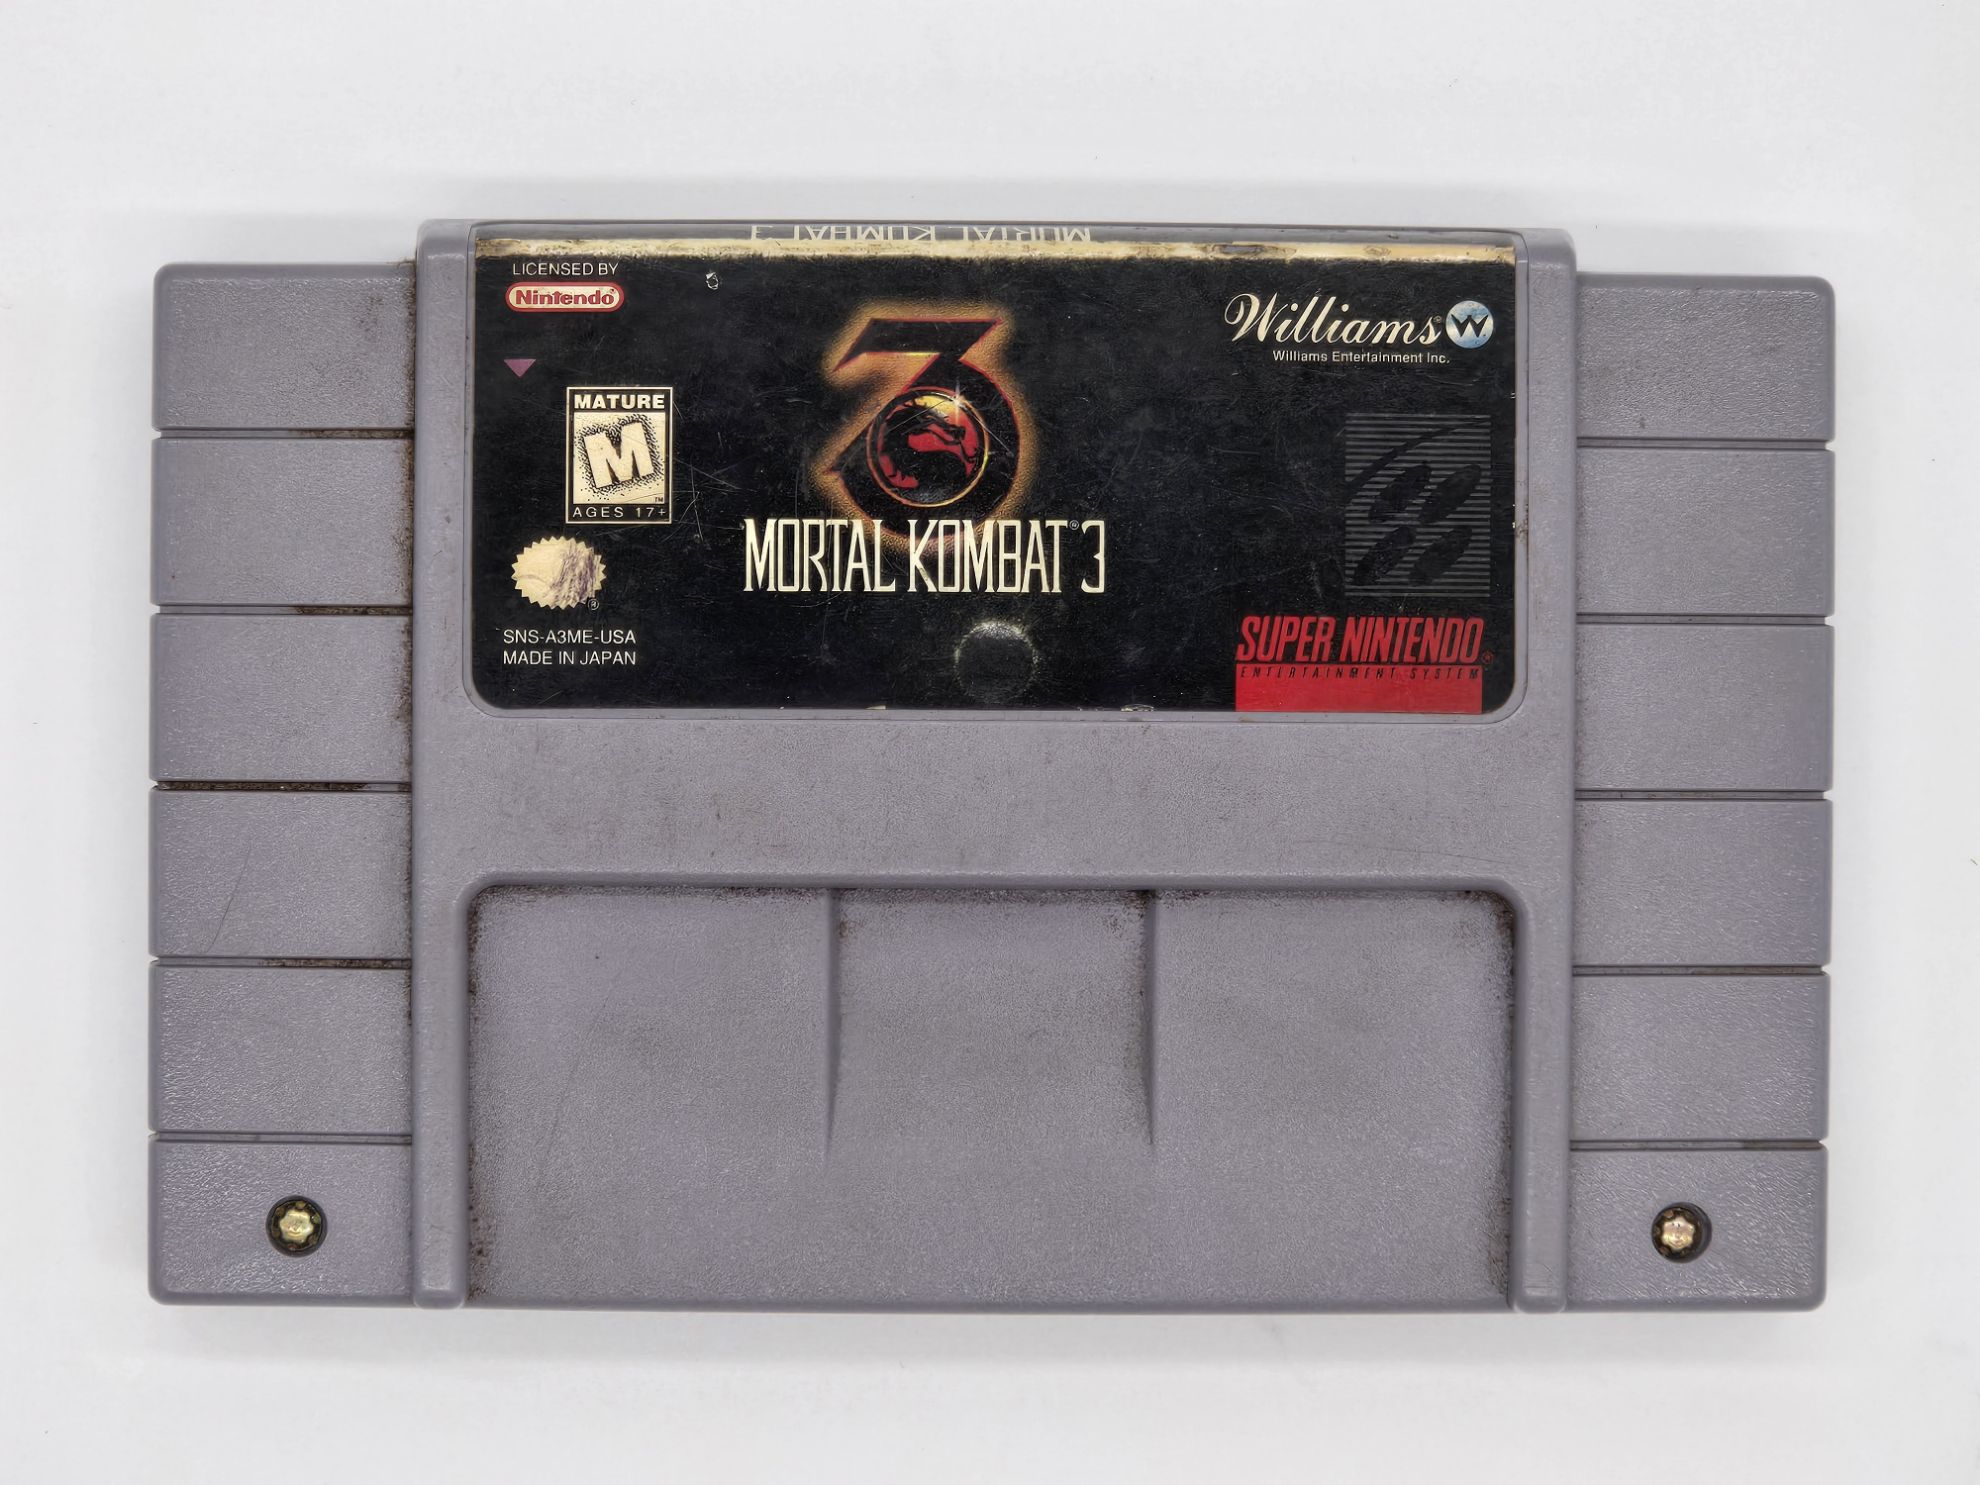 MORTAL KOMBAT 3
LICENSED BY
Nintendo®
Williams®
Williams Entertainment Inc.
MATURE
M
™
AGES 17+
MORTAL KOMBAT® 3
®
SNS-A3ME-USA
MADE IN JAPAN
SUPER NINTENDO®
ENTERTAINMENT SYSTEM